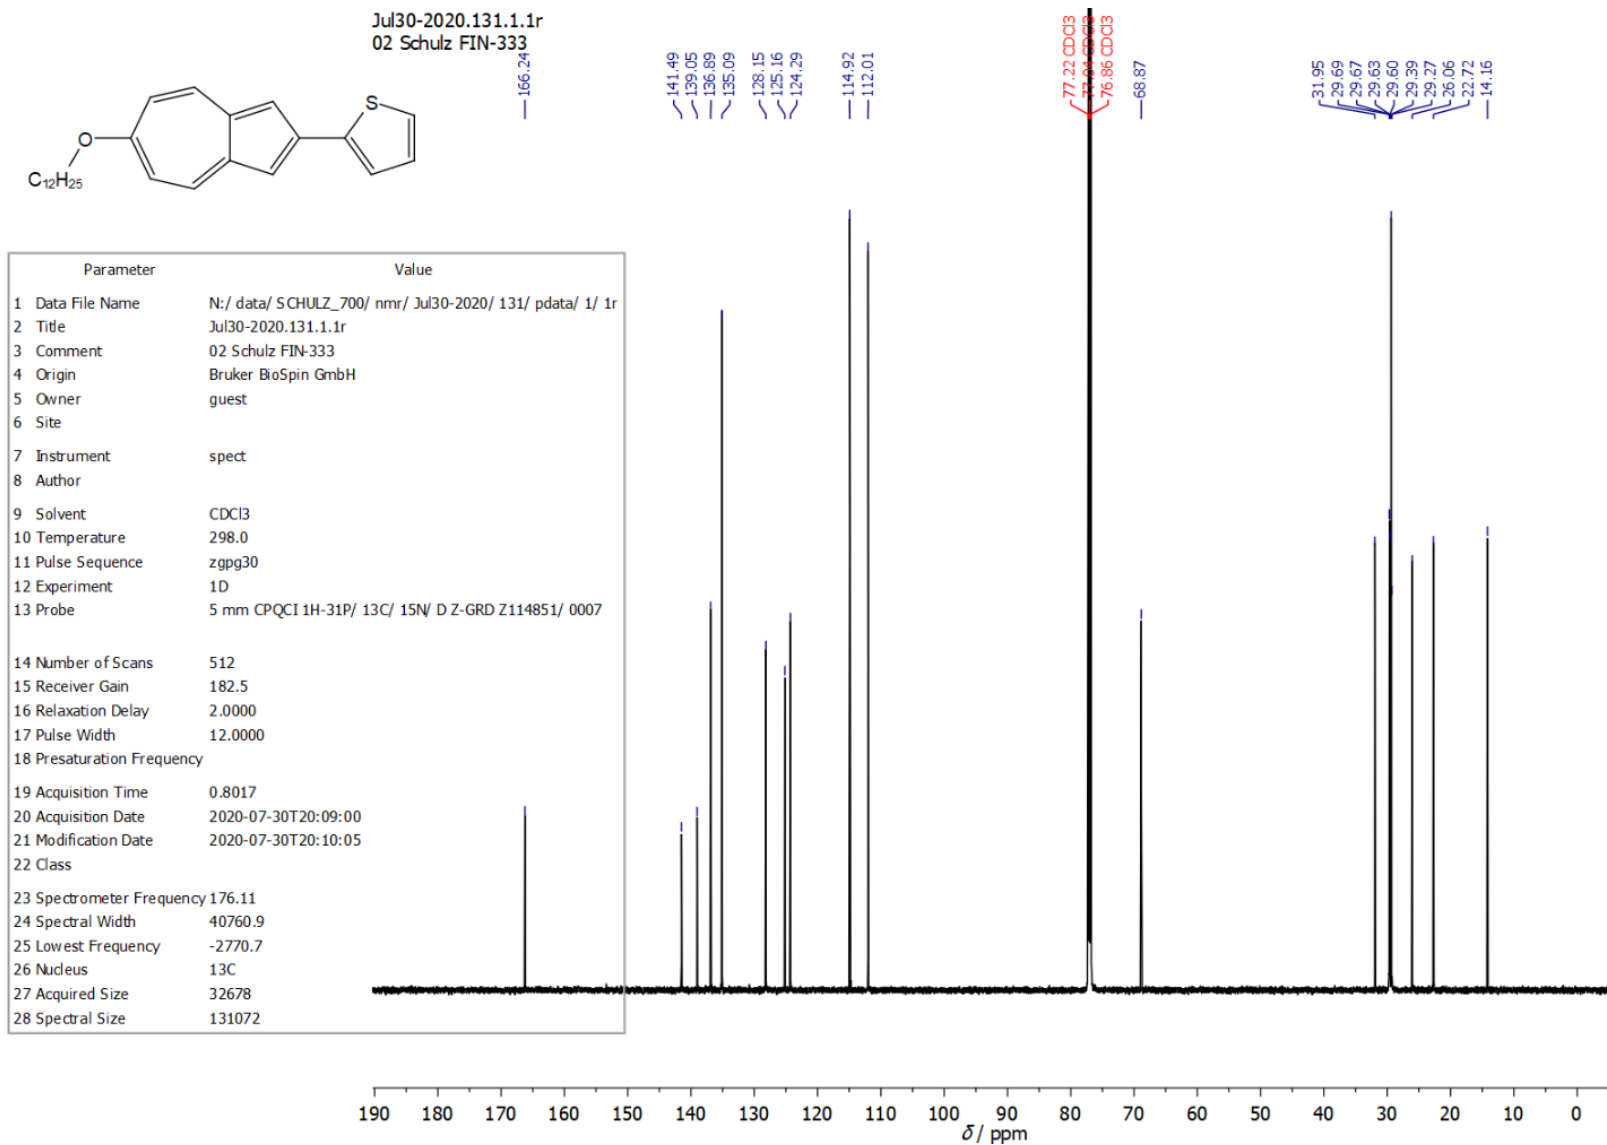 Jul30-2020.131.1.1r
02 Schulz FIN-333
166.24
141.49
139.05
136.89
135.09
128.15
125.16
124.29
114.92
112.01
77.22 CDCl3
77.04 CDCl3
76.86 CDCl3
68.87
31.95
29.69
29.67
29.63
29.60
29.39
29.27
26.06
22.72
14.16
S
O
C12H25
Parameter Value
1 Data File Name N:/ data/ SCHULZ_700/ nmr/ Jul30-2020/ 131/ pdata/ 1/ 1r
2 Title Jul30-2020.131.1.1r
3 Comment 02 Schulz FIN-333
4 Origin Bruker BioSpin GmbH
5 Owner guest
6 Site
7 Instrument spect
8 Author
9 Solvent CDCl3
10 Temperature 298.0
11 Pulse Sequence zgpg30
12 Experiment 1D
13 Probe 5 mm CPQCI 1H-31P/ 13C/ 15N/ D Z-GRD Z114851/ 0007
14 Number of Scans 512
15 Receiver Gain 182.5
16 Relaxation Delay 2.0000
17 Pulse Width 12.0000
18 Presaturation Frequency
19 Acquisition Time 0.8017
20 Acquisition Date 2020-07-30T20:09:00
21 Modification Date 2020-07-30T20:10:05
22 Class
23 Spectrometer Frequency 176.11
24 Spectral Width 40760.9
25 Lowest Frequency -2770.7
26 Nucleus 13C
27 Acquired Size 32678
28 Spectral Size 131072
190 180 170 160 150 140 130 120 110 100 90 80 70 60 50 40 30 20 10 0
δ / ppm